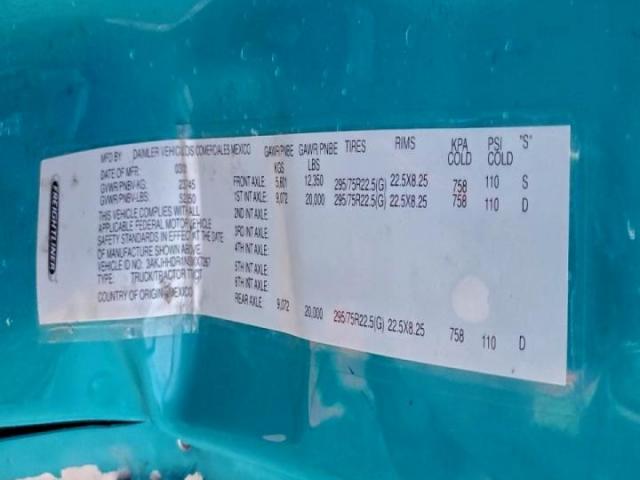 FREIGHTLINER
MFD BY: DAIMLER VEHICULOS COMERCIALES MEXICO
DATE OF MFR:
GVWR/PNBV-KG: 23745
GVWR/PNBV-LBS: 52350
THIS VEHICLE COMPLIES WITH ALL
APPLICABLE FEDERAL MOTOR VEHICLE
SAFETY STANDARDS IN EFFECT AT THE DATE
OF MANUFACTURE SHOWN ABOVE.
VEHICLE ID NO:
TYPE: TRUCK/TRACTOR
COUNTRY OF ORIGIN: MEXICO
GAWR/PNBE KGS GAWR/PNBE LBS TIRES RIMS KPA COLD PSI COLD "S"
FRONT AXLE: 5,601 12,350 295/75R22.5(G) 22.5X8.25 758 110 S
1ST INT AXLE: 9,072 20,000 295/75R22.5(G) 22.5X8.25 758 110 D
2ND INT AXLE:
3RD INT AXLE:
4TH INT AXLE:
5TH INT AXLE:
6TH INT AXLE:
REAR AXLE: 9,072 20,000 295/75R22.5(G) 22.5X8.25 758 110 D